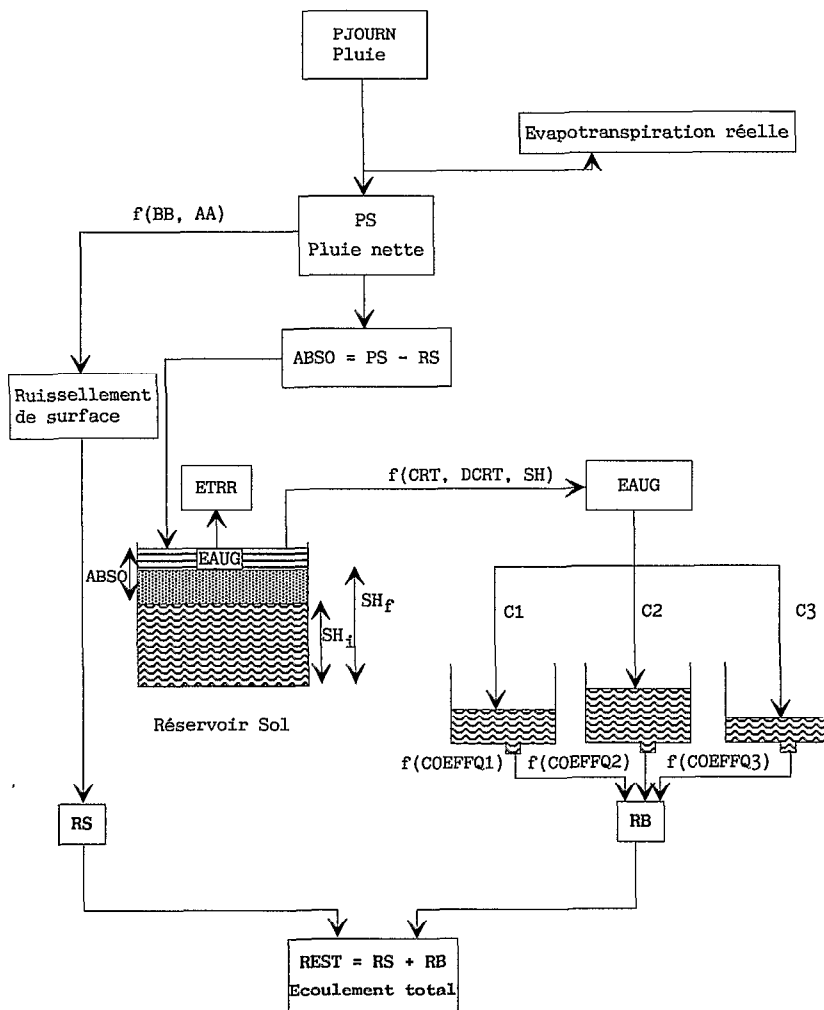 PJOURN
Pluie
Evapotranspiration réelle
f(BB, AA)
PS
Pluie nette
ABSO = PS - RS
Ruissellement
de surface
ETRR
f(CRT, DCRT, SH)
EAUG
EAUG
ABSO
SHf
SHi
C1
C2
C3
Réservoir Sol
f(COEFFQ1)
f(COEFFQ2)
f(COEFFQ3)
RS
RB
REST = RS + RB
Ecoulement total